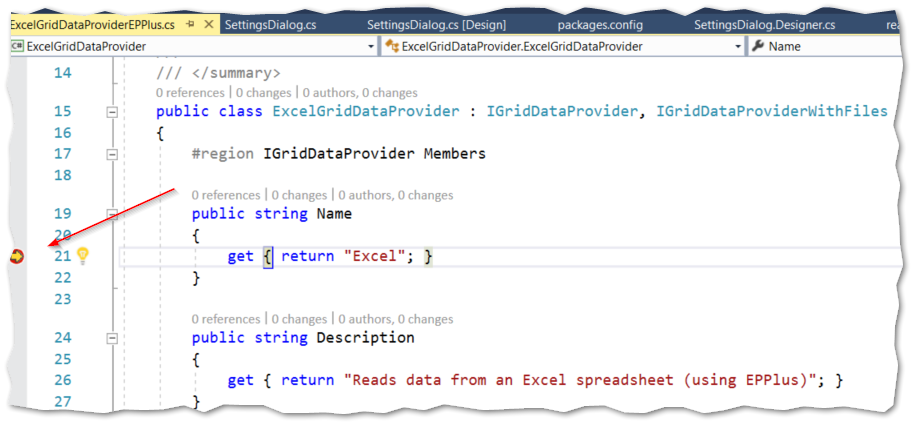 ExcelGridDataProviderEPPlus.cs SettingsDialog.cs SettingsDialog.cs [Design] packages.config SettingsDialog.Designer.cs rea
C# ExcelGridDataProvider ExcelGridDataProvider.ExcelGridDataProvider Name
14 /// </summary>
0 references | 0 changes | 0 authors, 0 changes
15 public class ExcelGridDataProvider : IGridDataProvider, IGridDataProviderWithFiles
16 {
17 #region IGridDataProvider Members
18
0 references | 0 changes | 0 authors, 0 changes
19 public string Name
20 {
21 get { return "Excel"; }
22 }
23
0 references | 0 changes | 0 authors, 0 changes
24 public string Description
25 {
26 get { return "Reads data from an Excel spreadsheet (using EPPlus)"; }
27 }